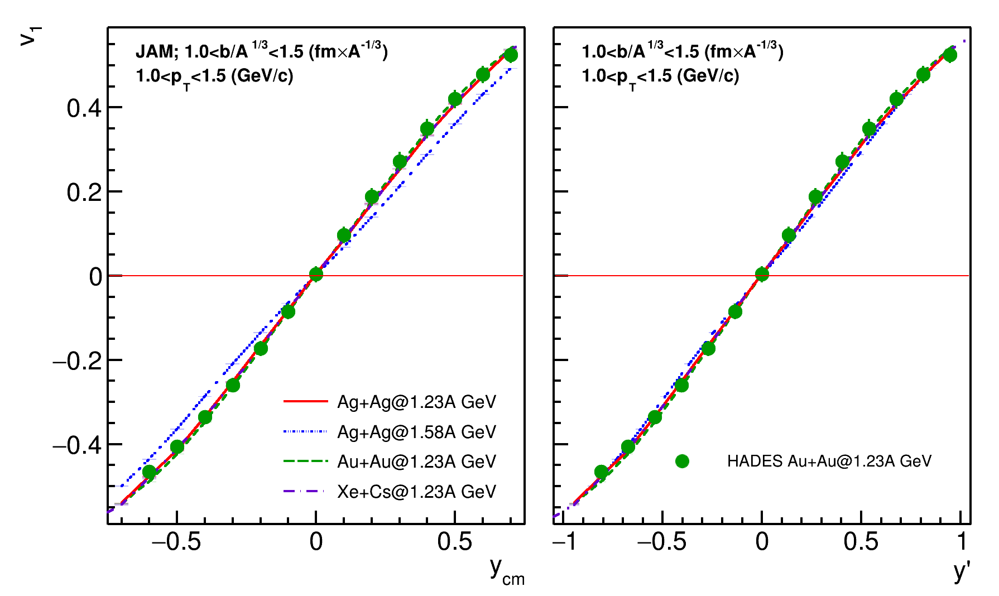 v1
JAM; 1.0<b/A^1/3<1.5 (fm×A^-1/3)
1.0<pT<1.5 (GeV/c)
0.4
0.2
0
−0.2
−0.4
−0.5
0
0.5
ycm
Ag+Ag@1.23A GeV
Ag+Ag@1.58A GeV
Au+Au@1.23A GeV
Xe+Cs@1.23A GeV
1.0<b/A^1/3<1.5 (fm×A^-1/3)
1.0<pT<1.5 (GeV/c)
HADES Au+Au@1.23A GeV
−1
−0.5
0
0.5
1
y'